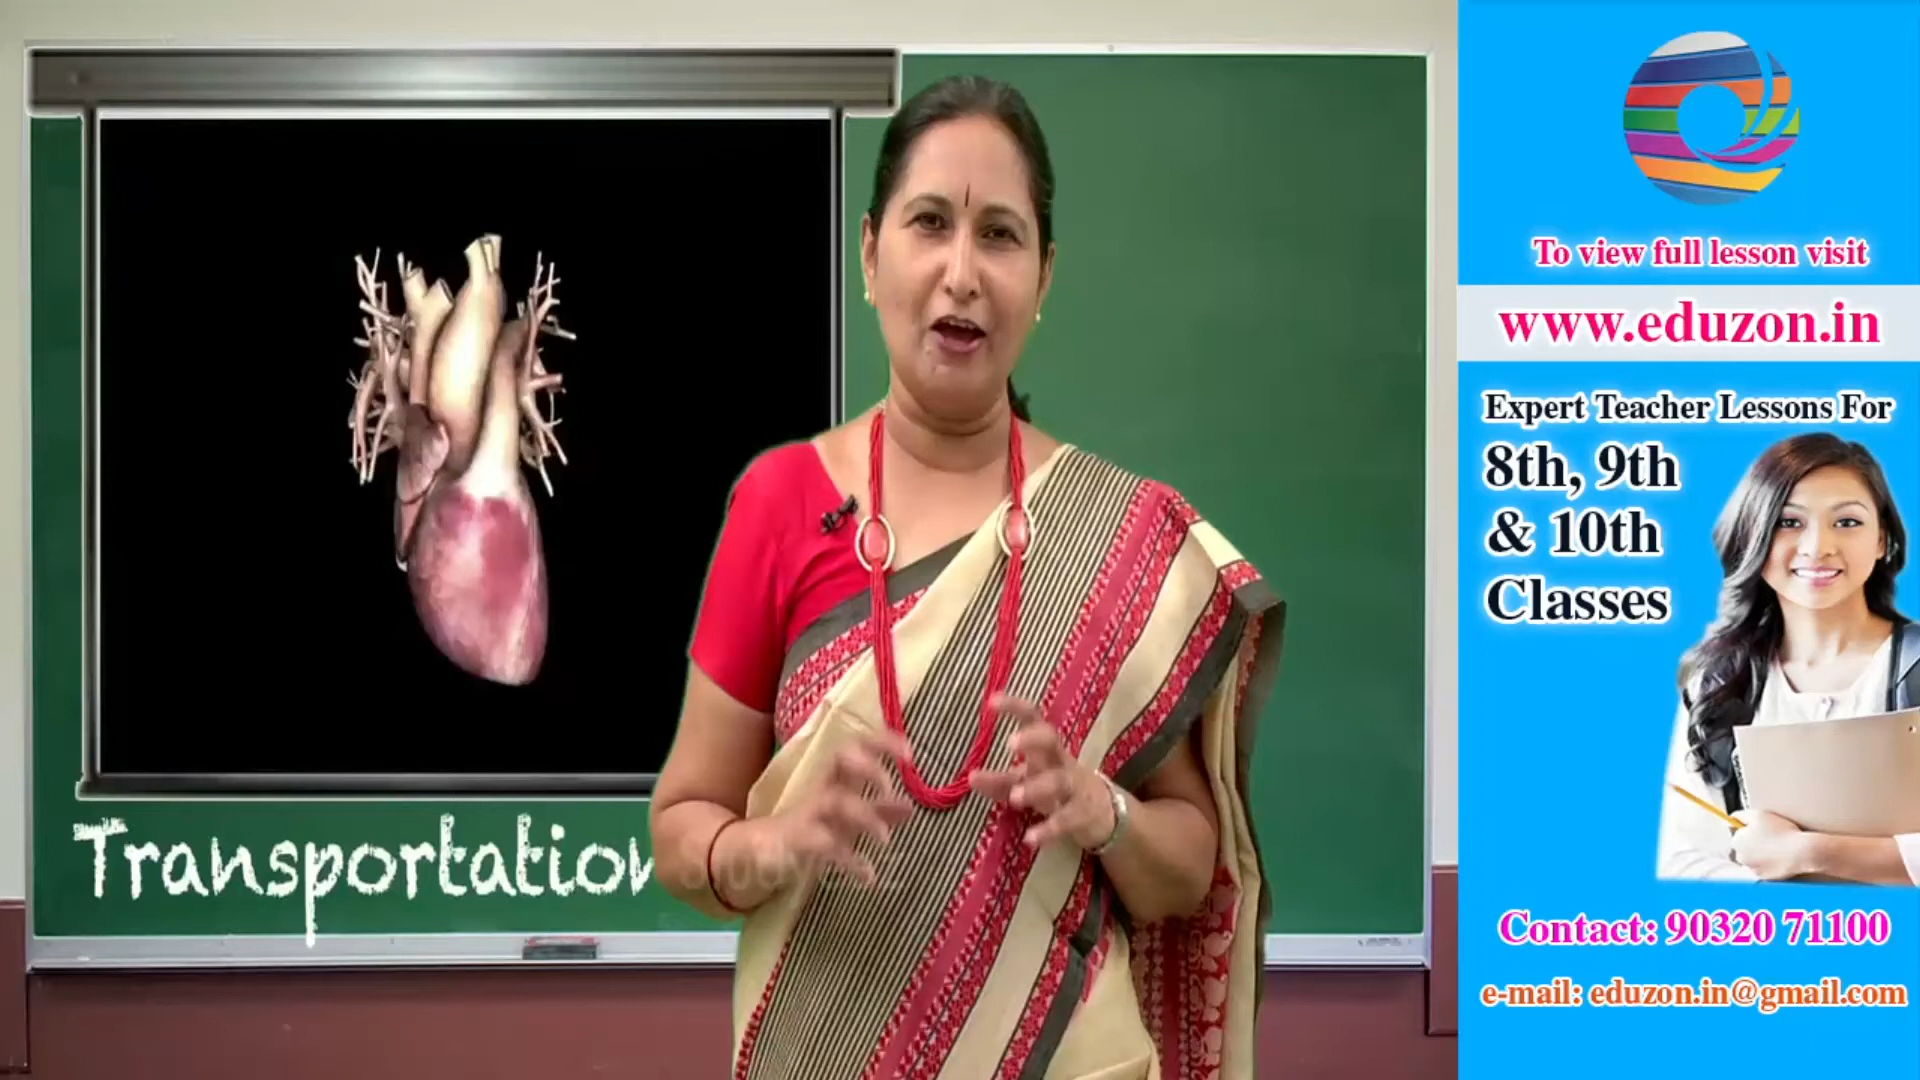 Transportation
To view full lesson visit
www.eduzon.in
Expert Teacher Lessons For
8th, 9th
& 10th
Classes
Contact: 90320 71100
e-mail: eduzon.in@gmail.com